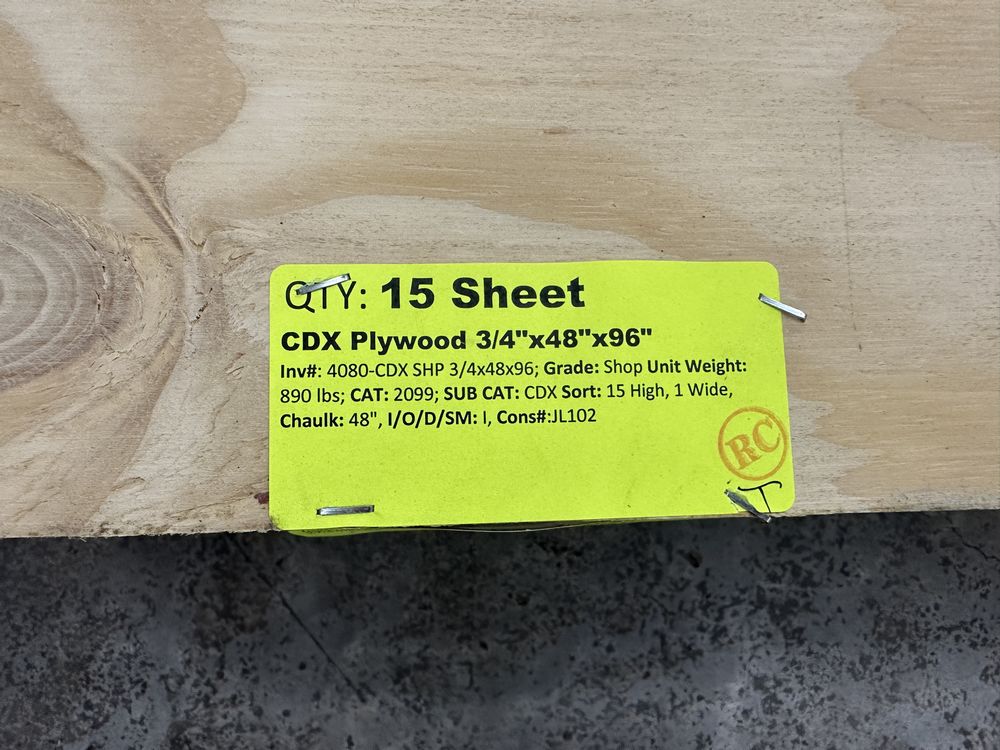 QTY: 15 Sheet
CDX Plywood 3/4"x48"x96"
Inv#: 4080-CDX SHP 3/4x48x96; Grade: Shop Unit Weight:
890 lbs; CAT: 2099; SUB CAT: CDX Sort: 15 High, 1 Wide,
Chaulk: 48", I/O/D/SM: I, Cons#:JL102
RC
T